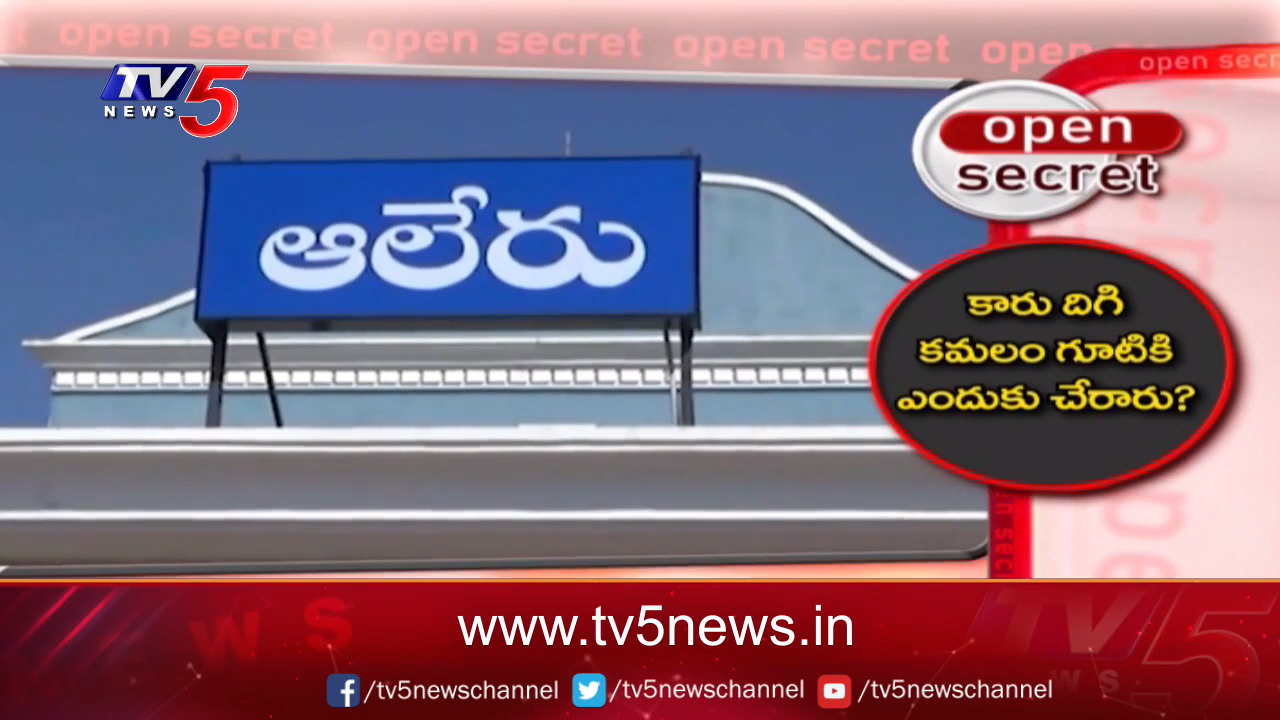 open secret open secret open secret open
open secr
TV5
NEWS
open
secret
ఆలేరు
కారు దిగి
కమలం గూటికి
ఎందుకు చేరారు?
www.tv5news.in
/tv5newschannel /tv5newschannel /tv5newschannel